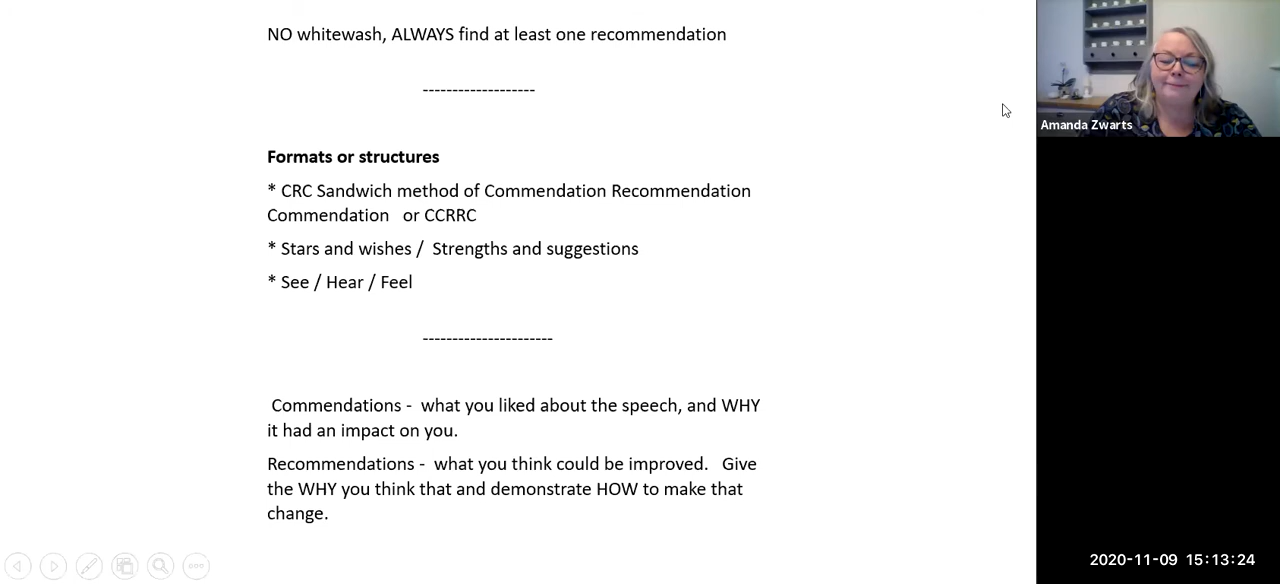 NO whitewash, ALWAYS find at least one recommendation
-------------------
Formats or structures
* CRC Sandwich method of Commendation Recommendation
Commendation   or CCRRC
* Stars and wishes /  Strengths and suggestions
* See / Hear / Feel
----------------------
Commendations -  what you liked about the speech, and WHY
it had an impact on you.
Recommendations -  what you think could be improved.   Give
the WHY you think that and demonstrate HOW to make that
change.
Amanda Zwarts
2020-11-09 15:13:24